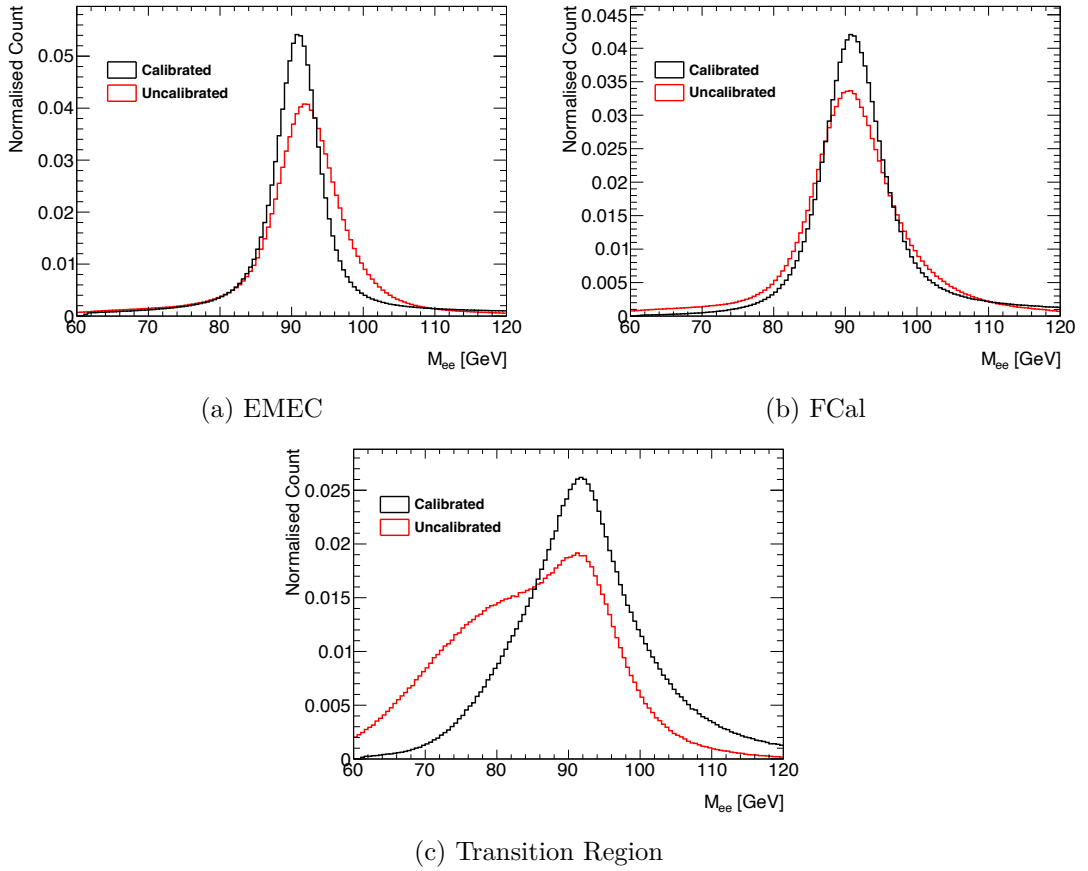 Normalised Count
0.05
0.04
0.03
0.02
0.01
0
Calibrated
Uncalibrated
60 70 80 90 100 110 120
M_ee [GeV]
(a) EMEC
Normalised Count
0.045
0.04
0.035
0.03
0.025
0.02
0.015
0.01
0.005
0
Calibrated
Uncalibrated
60 70 80 90 100 110 120
M_ee [GeV]
(b) FCal
Normalised Count
0.025
0.02
0.015
0.01
0.005
0
Calibrated
Uncalibrated
60 70 80 90 100 110 120
M_ee [GeV]
(c) Transition Region